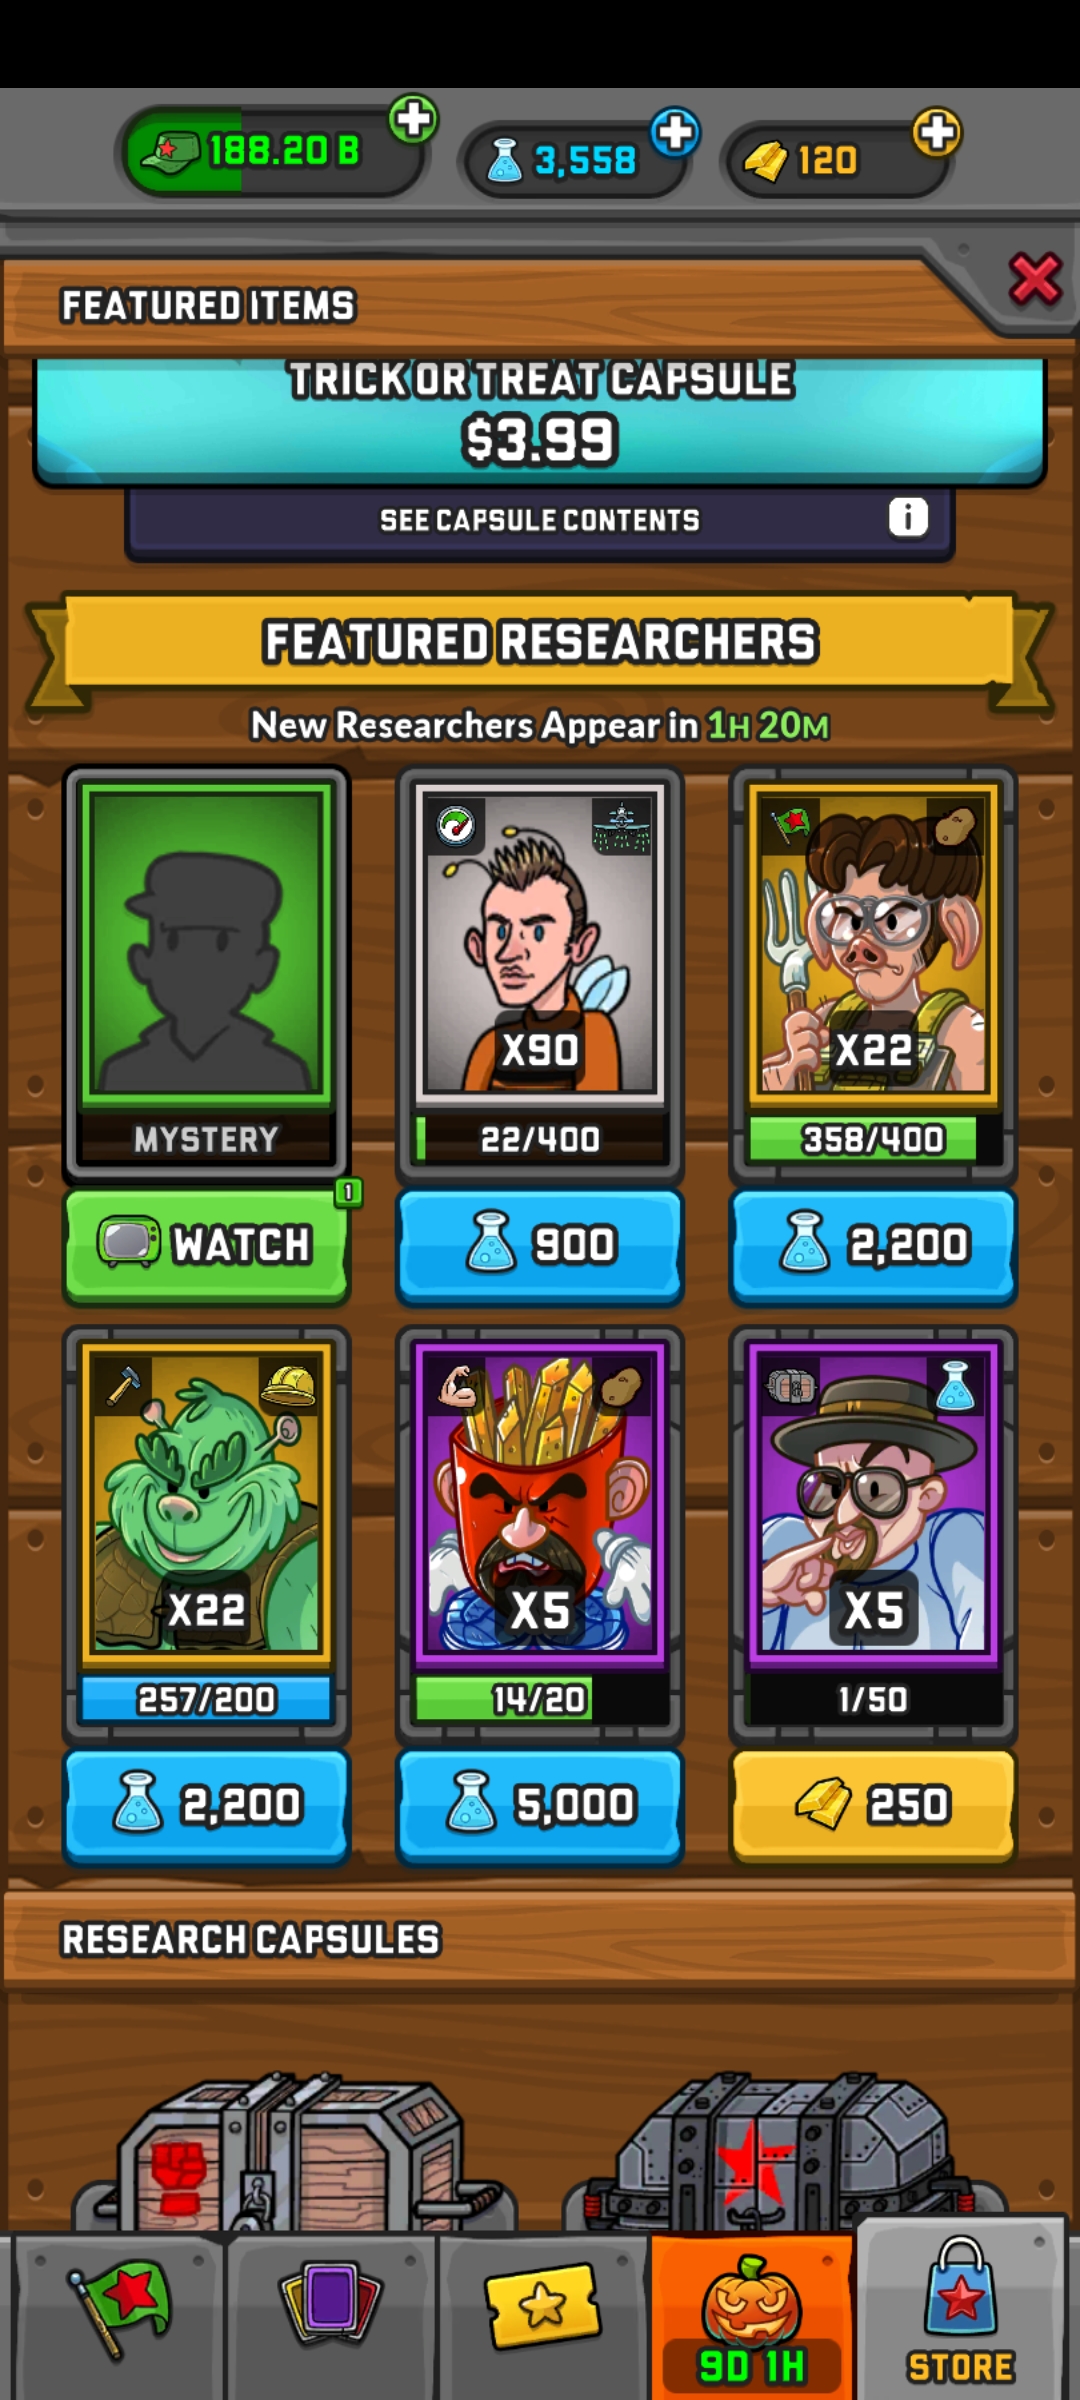 188.20 B
3,558
120
FEATURED ITEMS
TRICK OR TREAT CAPSULE
$3.99
SEE CAPSULE CONTENTS
i
FEATURED RESEARCHERS
New Researchers Appear in 1H 20M
X90
X22
MYSTERY
22/400
358/400
1
WATCH
900
2,200
X22
X5
X5
257/200
14/20
1/50
2,200
5,000
250
RESEARCH CAPSULES
9D 1H
STORE